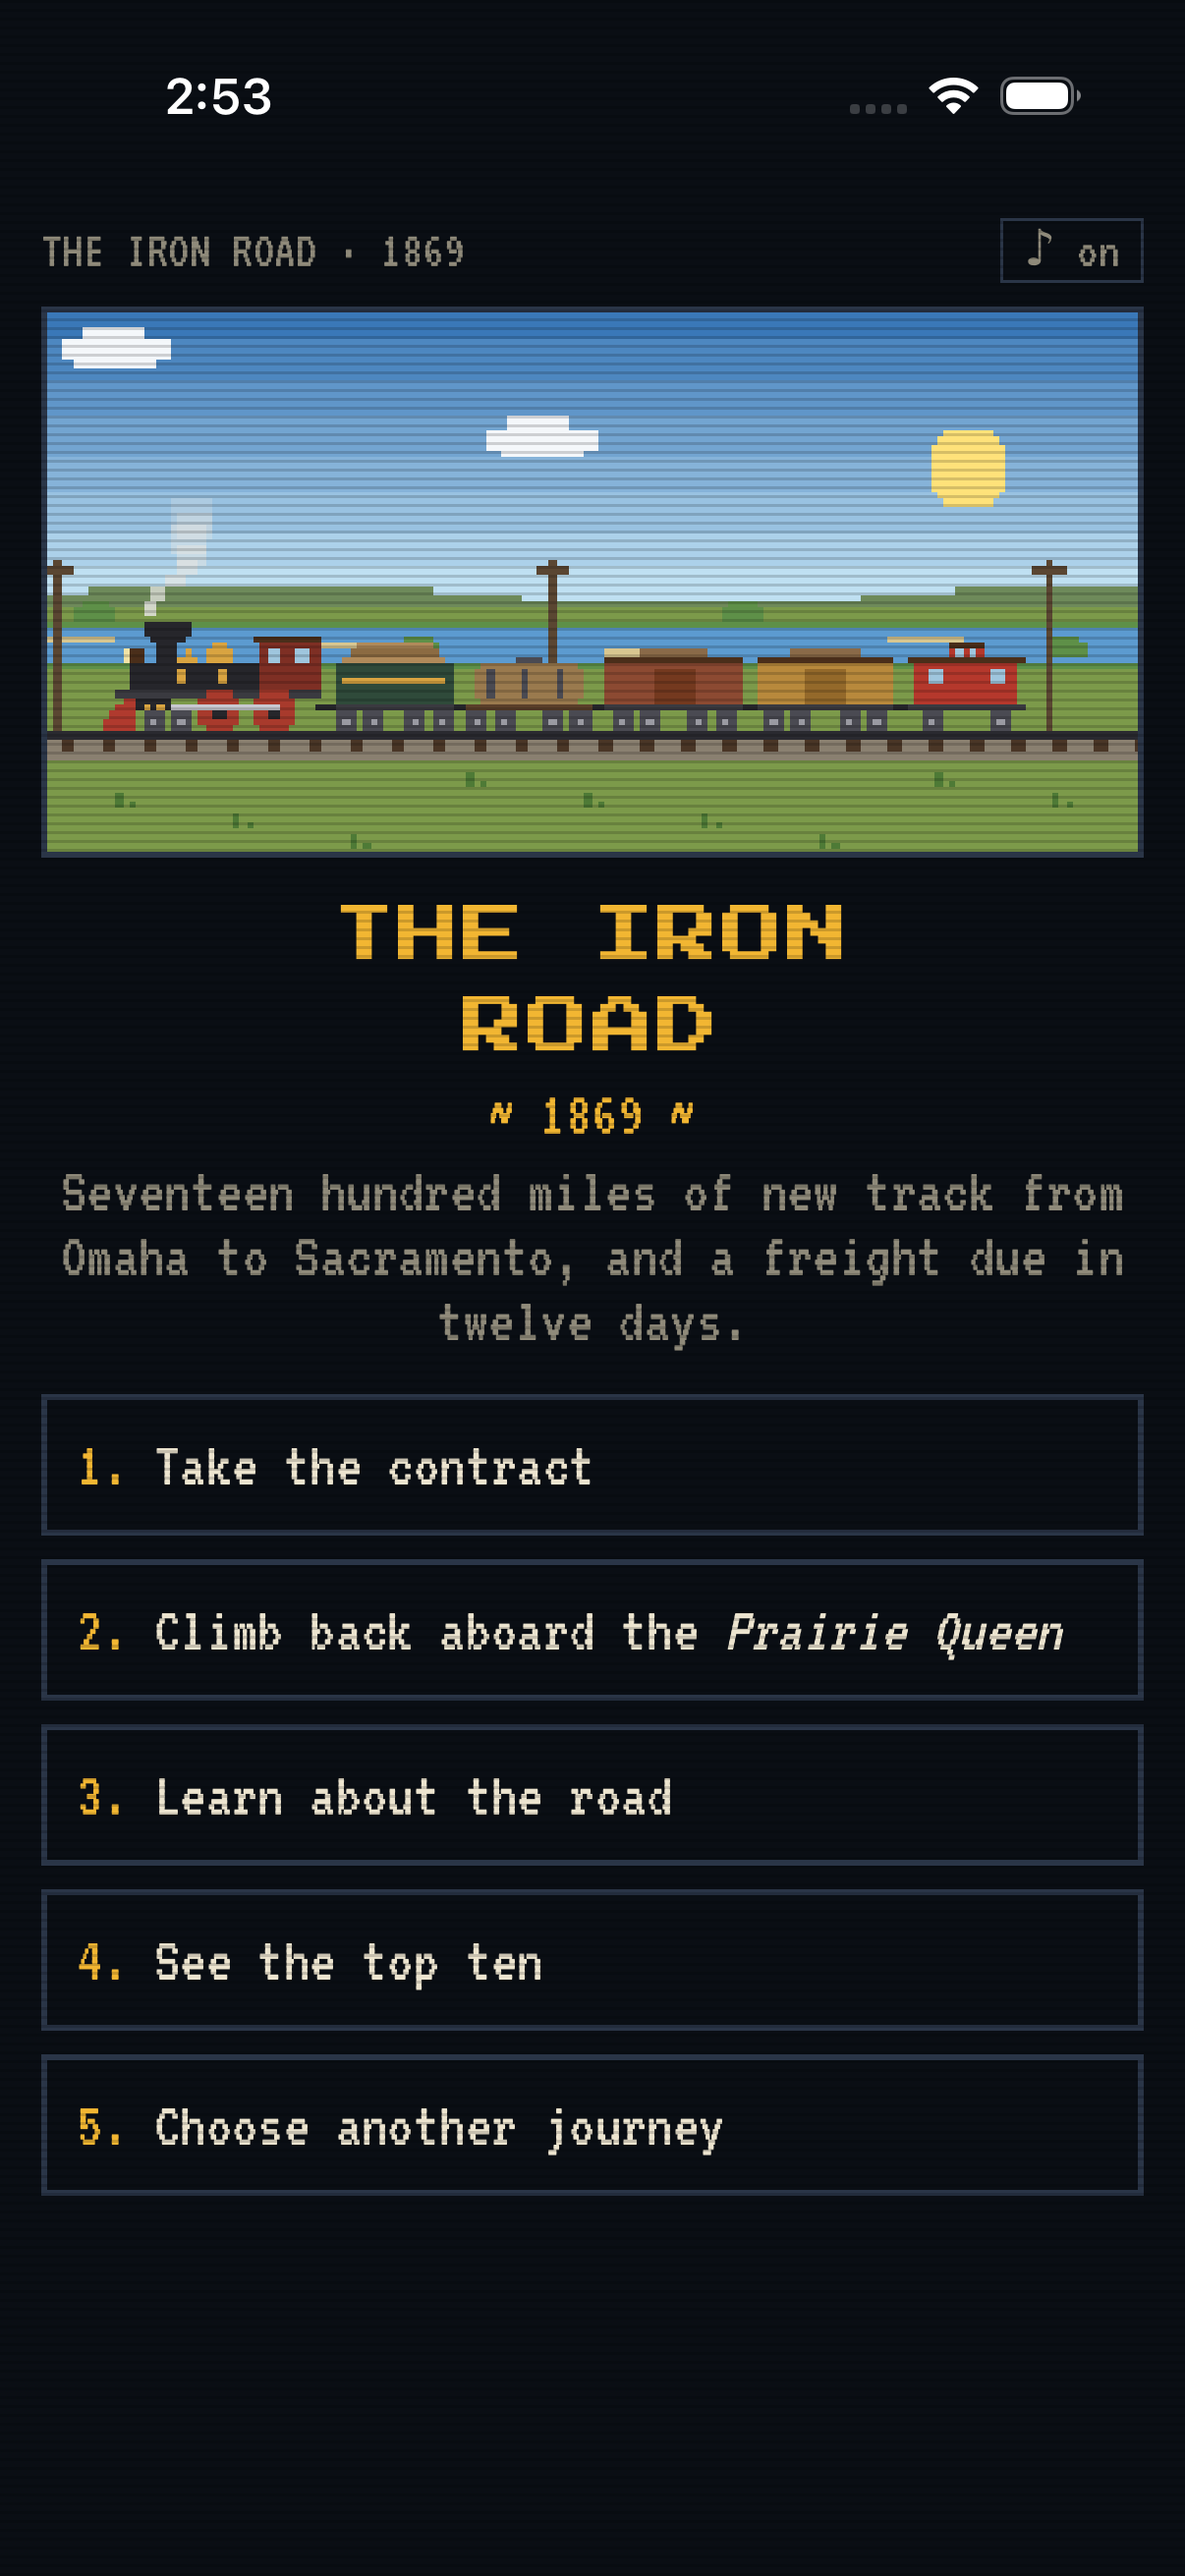 2:53
THE IRON ROAD · 1869
♪ on
THE IRON
ROAD
~ 1869 ~
Seventeen hundred miles of new track from
Omaha to Sacramento, and a freight due in
twelve days.
1. Take the contract
2. Climb back aboard the Prairie Queen
3. Learn about the road
4. See the top ten
5. Choose another journey